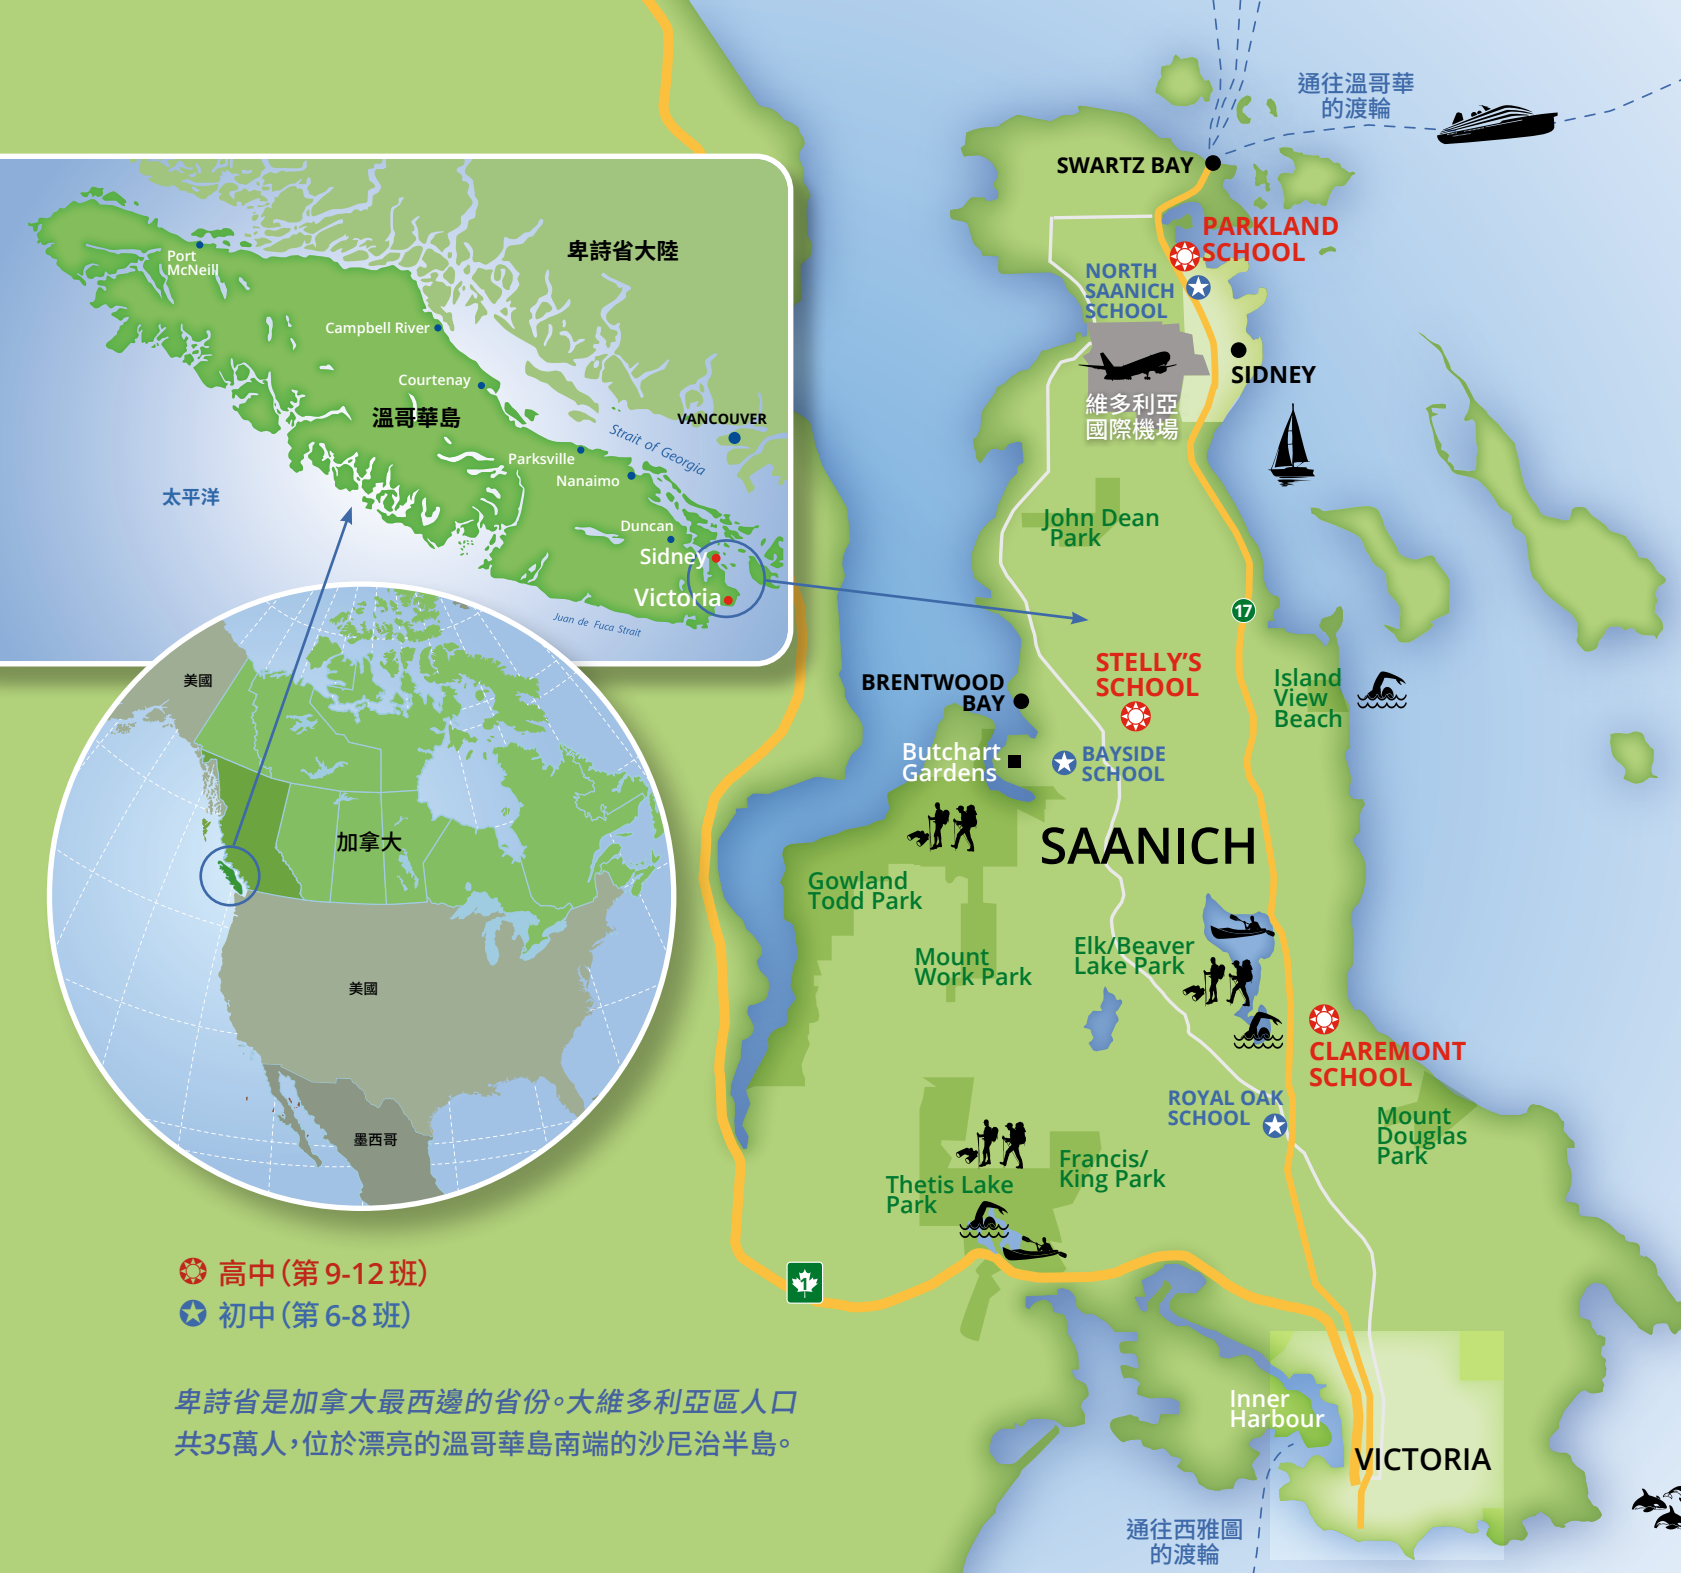 通往溫哥華
的渡輪
SWARTZ BAY
PARKLAND
SCHOOL
NORTH
SAANICH
SCHOOL
SIDNEY
維多利亞
國際機場
John Dean
Park
17
STELLY'S
SCHOOL
BRENTWOOD
BAY
Island
View
Beach
Butchart
Gardens
BAYSIDE
SCHOOL
SAANICH
Gowland
Todd Park
Mount
Work Park
Elk/Beaver
Lake Park
CLAREMONT
SCHOOL
ROYAL OAK
SCHOOL
Mount
Douglas
Park
Francis/
King Park
Thetis Lake
Park
1
Inner
Harbour
VICTORIA
通往西雅圖
的渡輪
卑詩省大陸
Port
McNeill
Campbell River
Courtenay
溫哥華島
VANCOUVER
Strait of Georgia
Parksville
Nanaimo
太平洋
Duncan
Sidney
Victoria
Juan de Fuca Strait
美國
加拿大
美國
墨西哥
高中（第 9-12 班）
初中（第 6-8 班）
卑詩省是加拿大最西邊的省份。大維多利亞區人口
共35萬人，位於漂亮的溫哥華島南端的沙尼治半島。